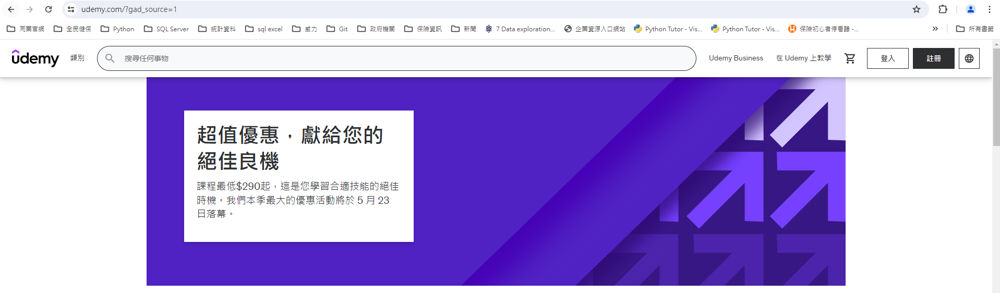 udemy.com/?gad_source=1
同業官網 全民健保 Python SQL Server 統計資料 sql excel 威力 Git 政府機關 保險資訊 新聞 7 Data exploration... 企業資源入口網站 Python Tutor - Vis... Python Tutor - Vis... 保險初心者停看聽 -... » 所有書籤
udemy 類別 搜尋任何事物 Udemy Business 在 Udemy 上教學 登入 註冊
超值優惠，獻給您的
絕佳良機
課程最低$290起，這是您學習合適技能的絕佳
時機。我們本季最大的優惠活動將於 5 月 23
日落幕。